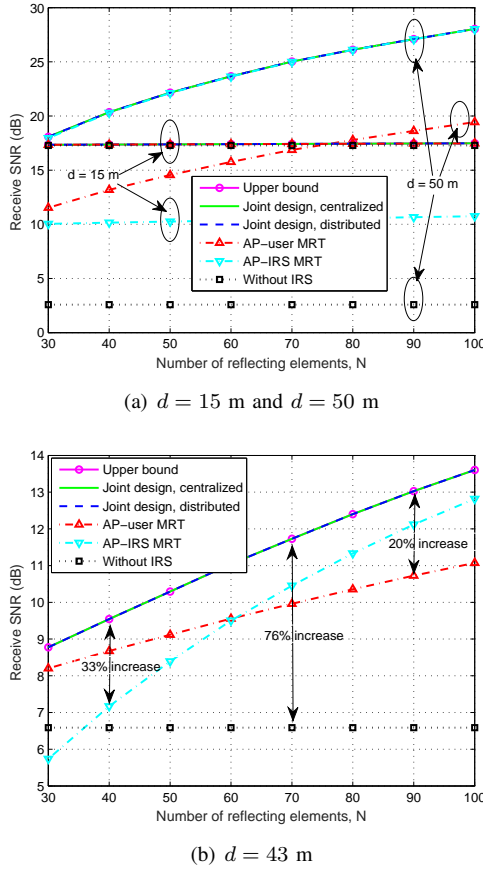 30
25
20
15
10
5
0
Receive SNR (dB)
d = 15 m
d = 50 m
Upper bound
Joint design, centralized
Joint design, distributed
AP−user MRT
AP−IRS MRT
Without IRS
30 40 50 60 70 80 90 100
Number of reflecting elements, N
(a) d = 15 m and d = 50 m
14
13
12
11
10
9
8
7
6
5
Receive SNR (dB)
Upper bound
Joint design, centralized
Joint design, distributed
AP−user MRT
AP−IRS MRT
Without IRS
20% increase
76% increase
33% increase
30 40 50 60 70 80 90 100
Number of reflecting elements, N
(b) d = 43 m